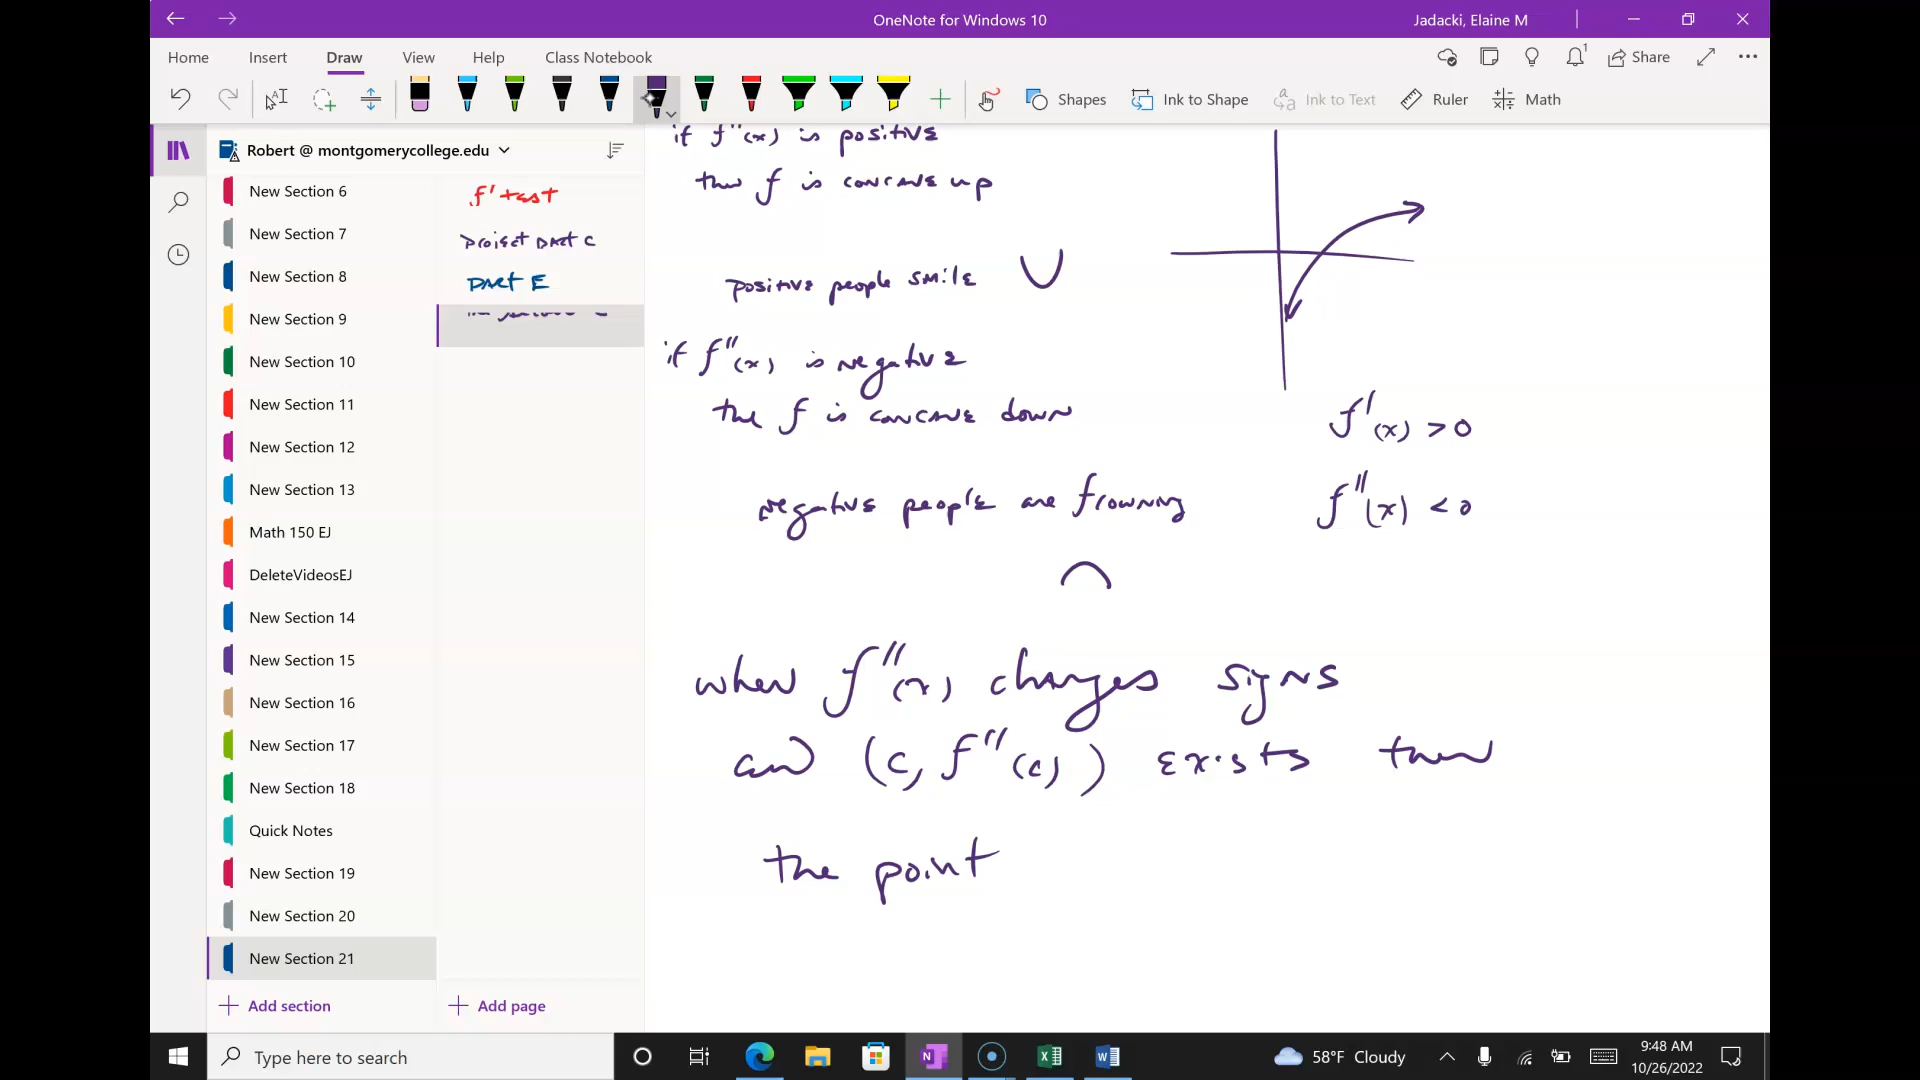 OneNote for Windows 10
Jadacki, Elaine M
Home Insert Draw View Help Class Notebook
1
Share
Shapes
Ink to Shape
Ink to Text
Ruler
Math
Robert @ montgomerycollege.edu
New Section 6
New Section 7
New Section 8
New Section 9
New Section 10
New Section 11
New Section 12
New Section 13
Math 150 EJ
DeleteVideosEJ
New Section 14
New Section 15
New Section 16
New Section 17
New Section 18
Quick Notes
New Section 19
New Section 20
New Section 21
Add section
f' test
project part C
part E
Add page
if f"(x) is positive
then f is concave up
positive people smile
if f"(x) is negative
the f is concave down
negative people are frowning
f'(x) > 0
f"(x) < 0
when f"(x) changes signs
and (c, f"(c)) exists then
the point
Type here to search
58°F Cloudy
9:48 AM
10/26/2022